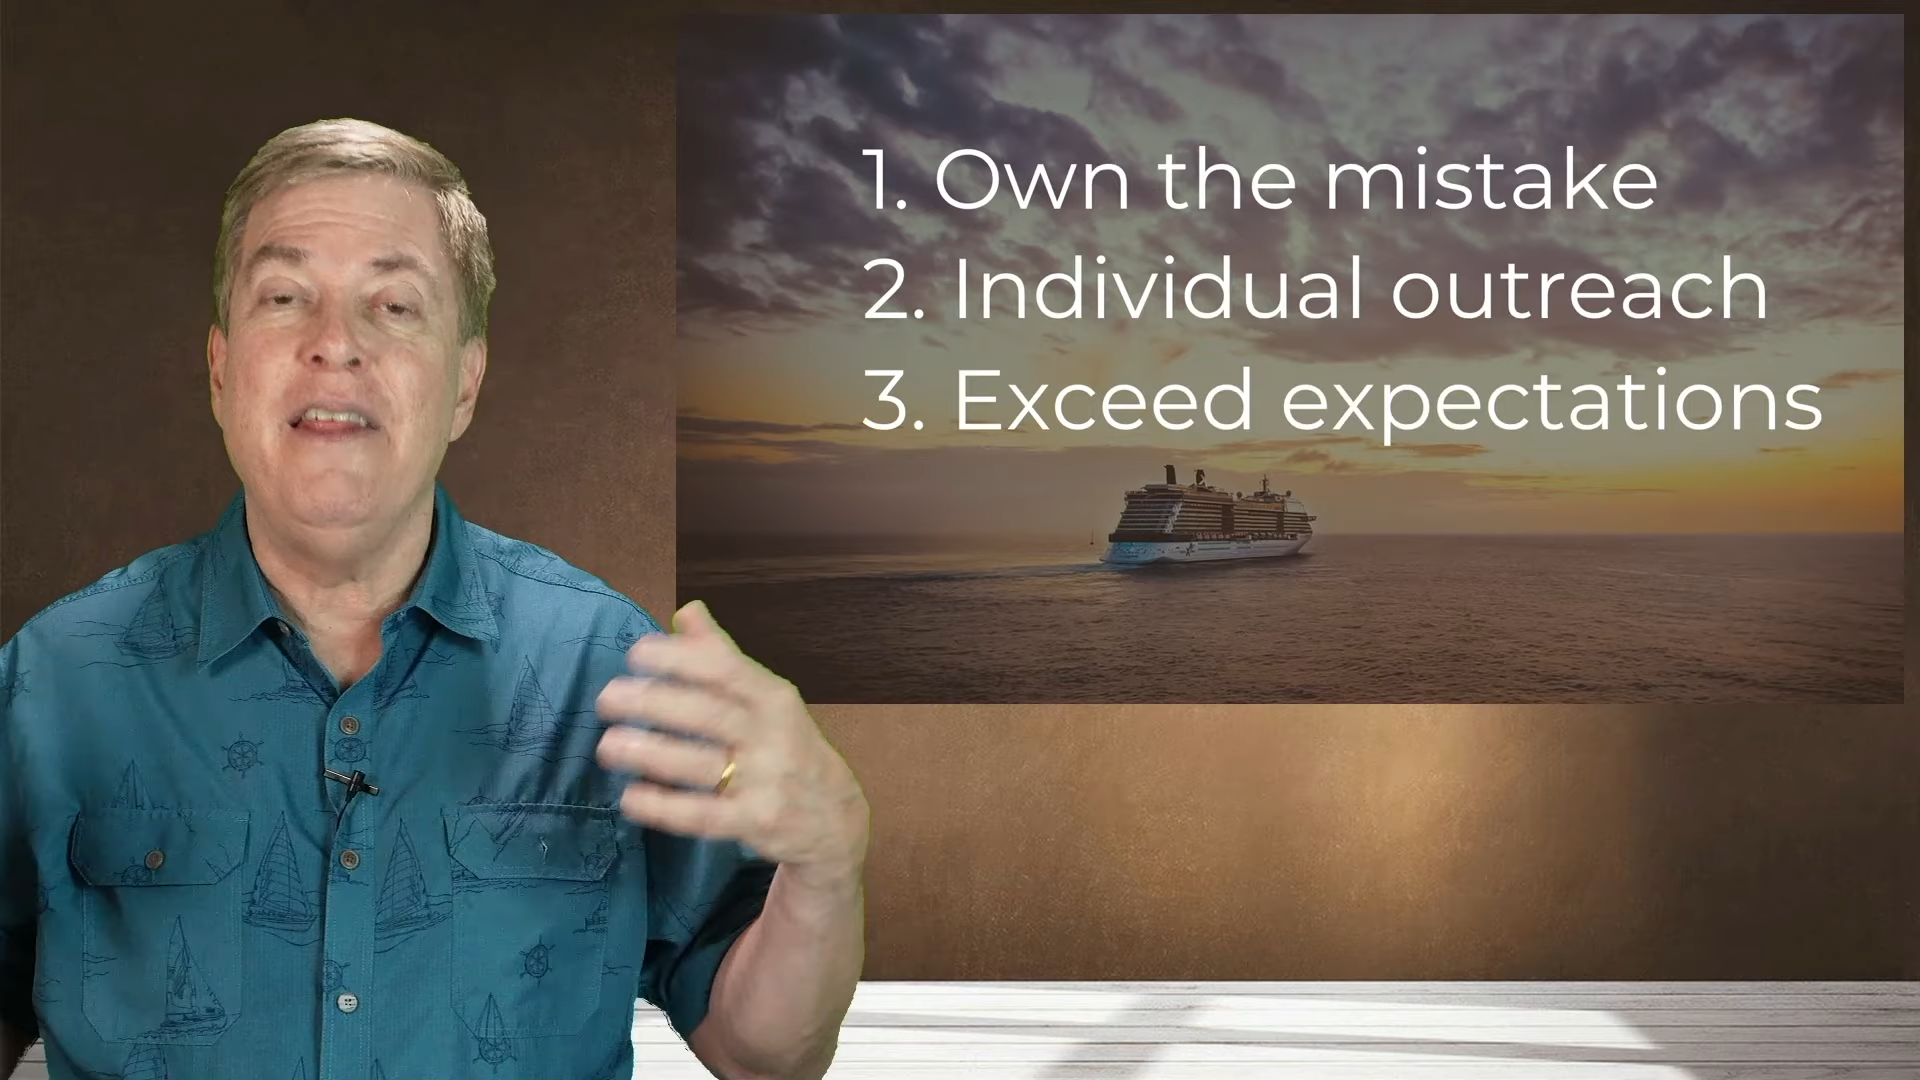 1. Own the mistake
2. Individual outreach
3. Exceed expectations